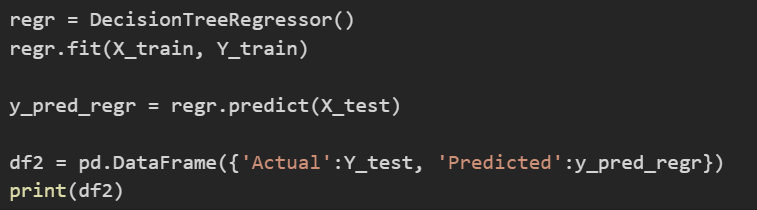 regr = DecisionTreeRegressor()
regr.fit(X_train, Y_train)
y_pred_regr = regr.predict(X_test)
df2 = pd.DataFrame({'Actual':Y_test, 'Predicted':y_pred_regr})
print(df2)